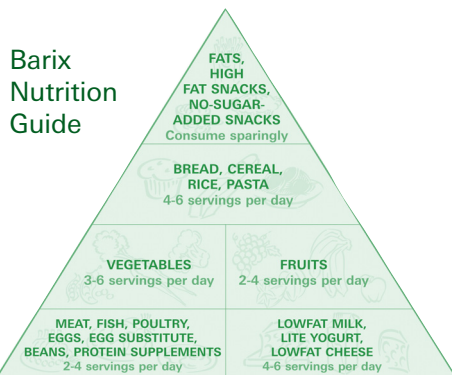 Barix
Nutrition
Guide
FATS,
HIGH
FAT SNACKS,
NO-SUGAR-
ADDED SNACKS
Consume sparingly
BREAD, CEREAL,
RICE, PASTA
4-6 servings per day
VEGETABLES
3-6 servings per day
FRUITS
2-4 servings per day
MEAT, FISH, POULTRY,
EGGS, EGG SUBSTITUTE,
BEANS, PROTEIN SUPPLEMENTS
2-4 servings per day
LOWFAT MILK,
LITE YOGURT,
LOWFAT CHEESE
4-6 servings per day